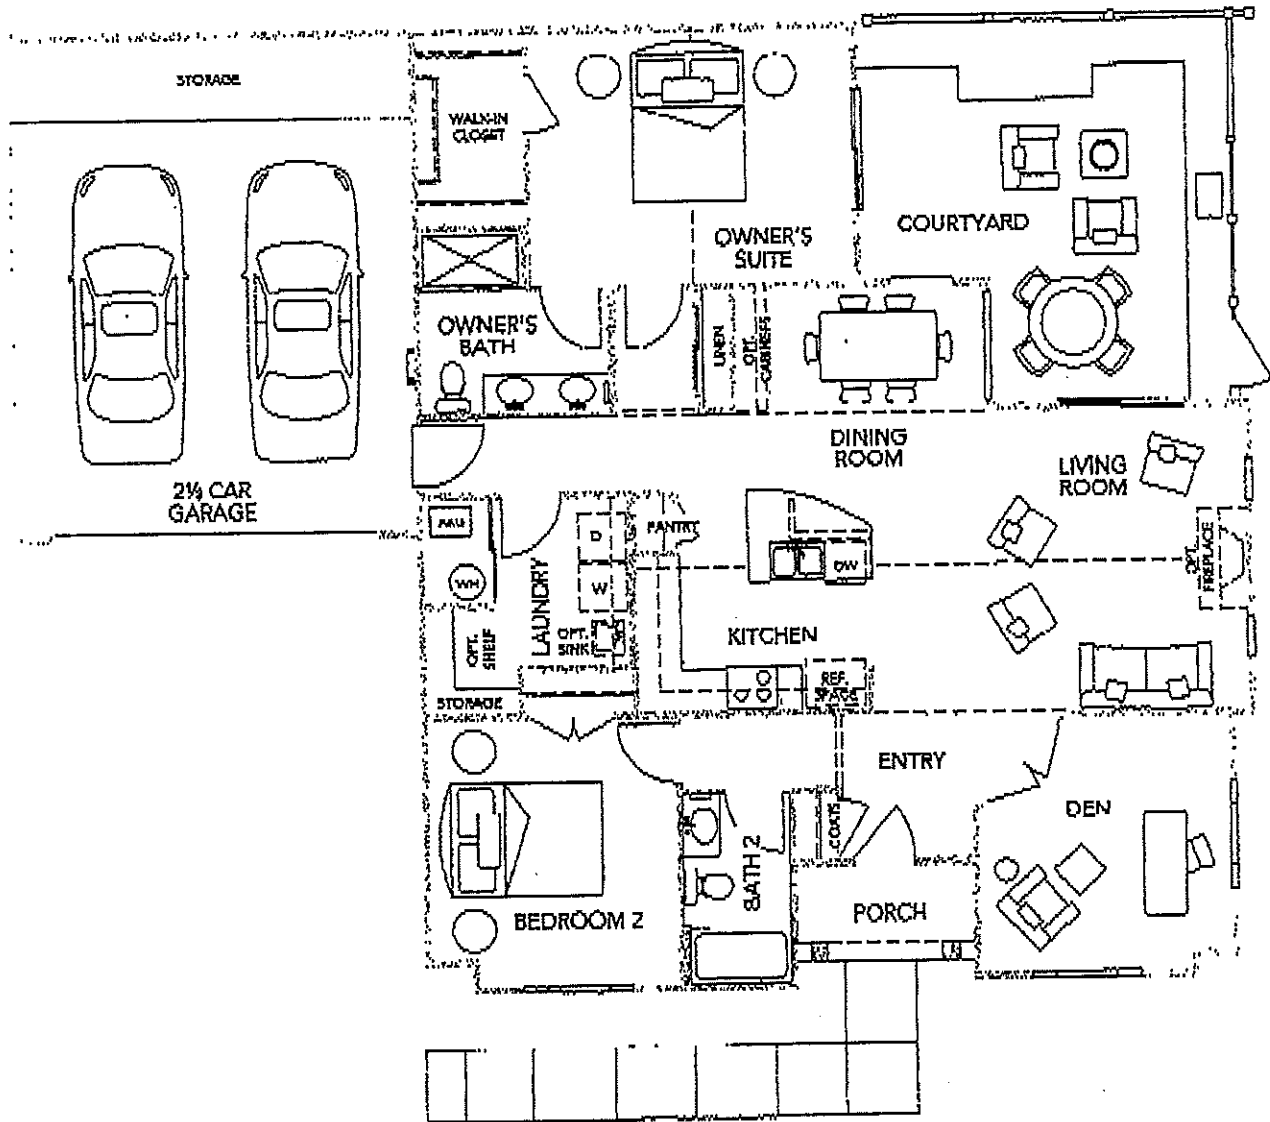 STORAGE
WALK-IN
CLOSET
COURTYARD
OWNER'S
SUITE
OWNER'S
BATH
LINEN
OPT.
CABINETS
DINING
ROOM
LIVING
ROOM
2½ CAR
GARAGE
AHU
D
PANTRY
DW
OPT.
FIREPLACE
WH
W
LAUNDRY
OPT.
SINK
KITCHEN
OPT.
SHELF
REF.
SPACE
STORAGE
ENTRY
DEN
COATS
BATH 2
BEDROOM 2
PORCH